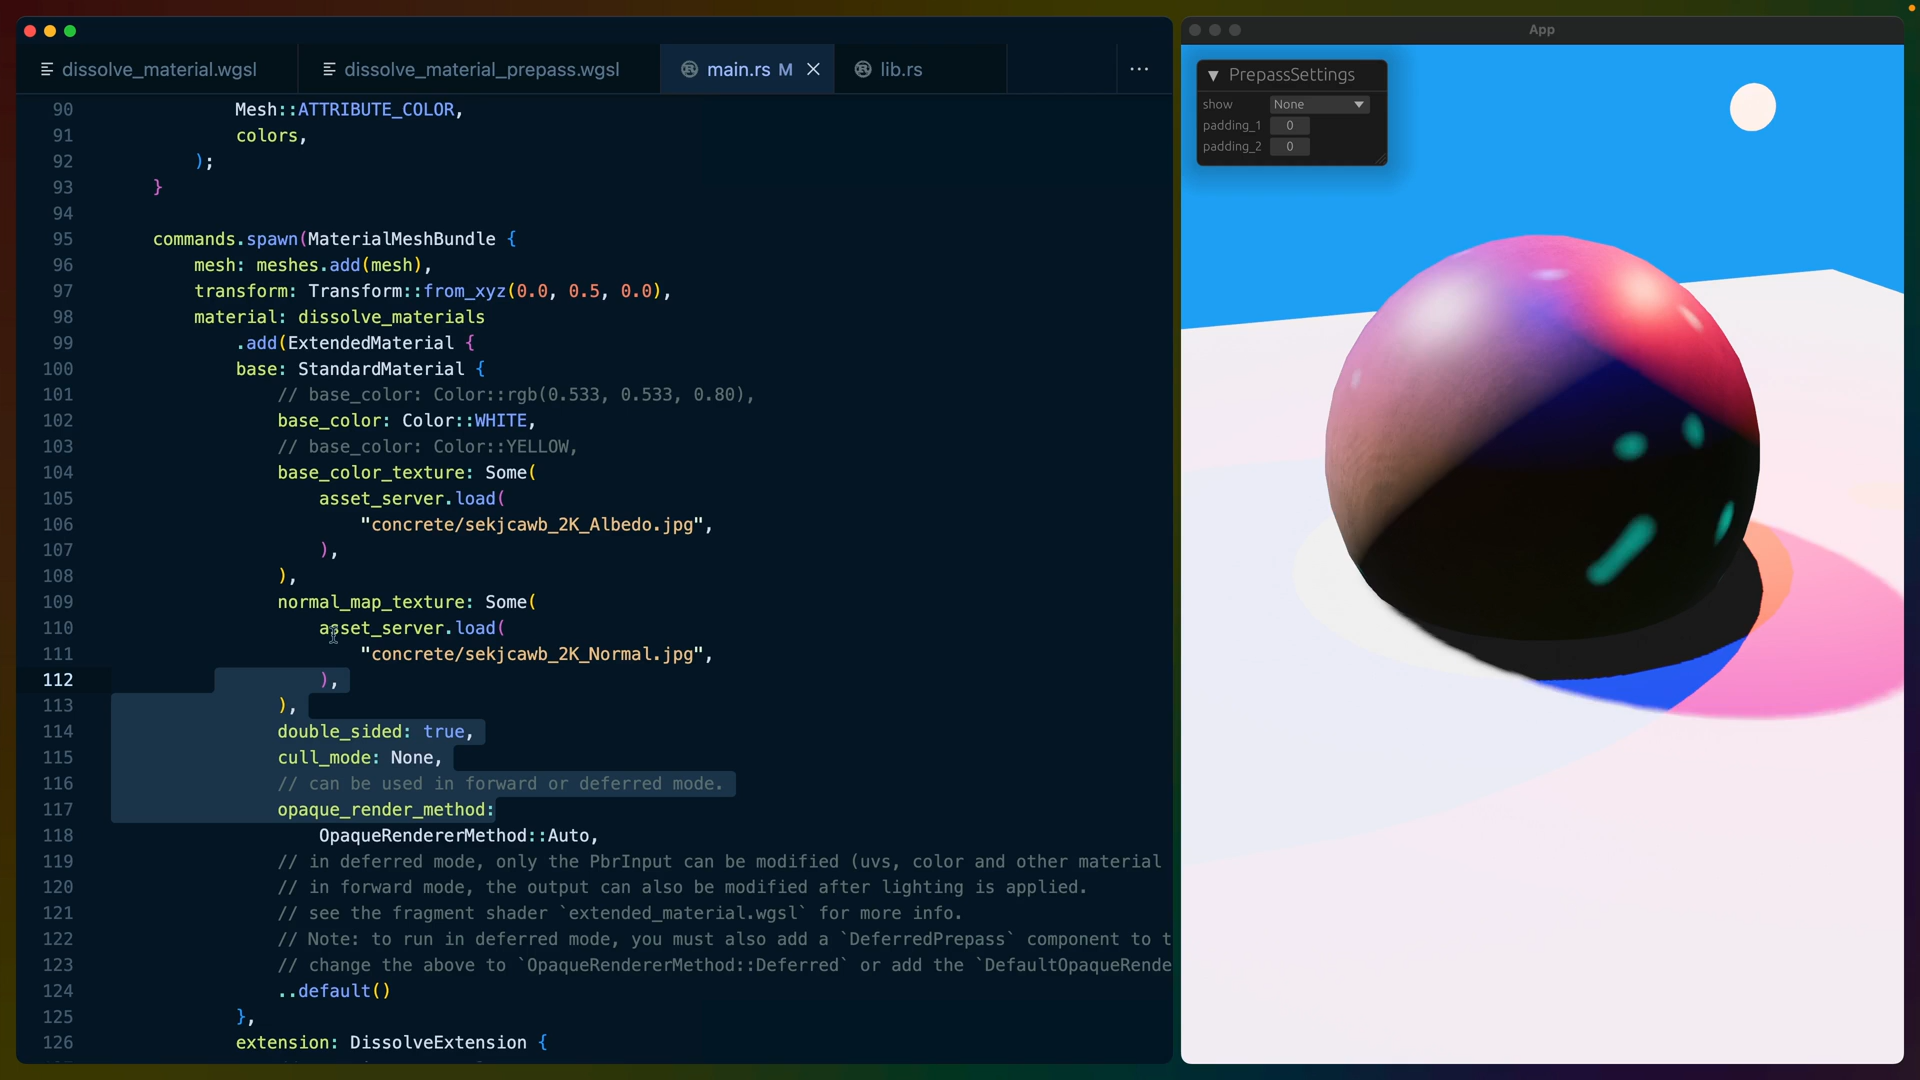 dissolve_material.wgsl
dissolve_material_prepass.wgsl
main.rs M
lib.rs
90 Mesh::ATTRIBUTE_COLOR,
91 colors,
92 );
93 }
94
95 commands.spawn(MaterialMeshBundle {
96 mesh: meshes.add(mesh),
97 transform: Transform::from_xyz(0.0, 0.5, 0.0),
98 material: dissolve_materials
99 .add(ExtendedMaterial {
100 base: StandardMaterial {
101 // base_color: Color::rgb(0.533, 0.533, 0.80),
102 base_color: Color::WHITE,
103 // base_color: Color::YELLOW,
104 base_color_texture: Some(
105 asset_server.load(
106 "concrete/sekjcawb_2K_Albedo.jpg",
107 ),
108 ),
109 normal_map_texture: Some(
110 asset_server.load(
111 "concrete/sekjcawb_2K_Normal.jpg",
112 ),
113 ),
114 double_sided: true,
115 cull_mode: None,
116 // can be used in forward or deferred mode.
117 opaque_render_method:
118 OpaqueRendererMethod::Auto,
119 // in deferred mode, only the PbrInput can be modified (uvs, color and other material
120 // in forward mode, the output can also be modified after lighting is applied.
121 // see the fragment shader `extended_material.wgsl` for more info.
122 // Note: to run in deferred mode, you must also add a `DeferredPrepass` component to t
123 // change the above to `OpaqueRendererMethod::Deferred` or add the `DefaultOpaqueRende
124 ..default()
125 },
126 extension: DissolveExtension {
App
PrepassSettings
show None
padding_1 0
padding_2 0